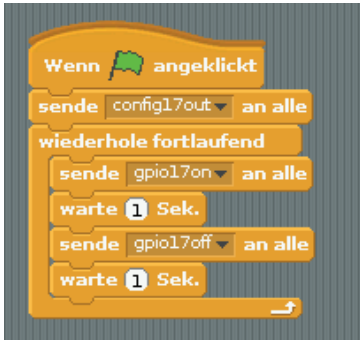 Wenn angeklickt
sende config17out an alle
wiederhole fortlaufend
sende gpio17on an alle
warte 1 Sek.
sende gpio17off an alle
warte 1 Sek.